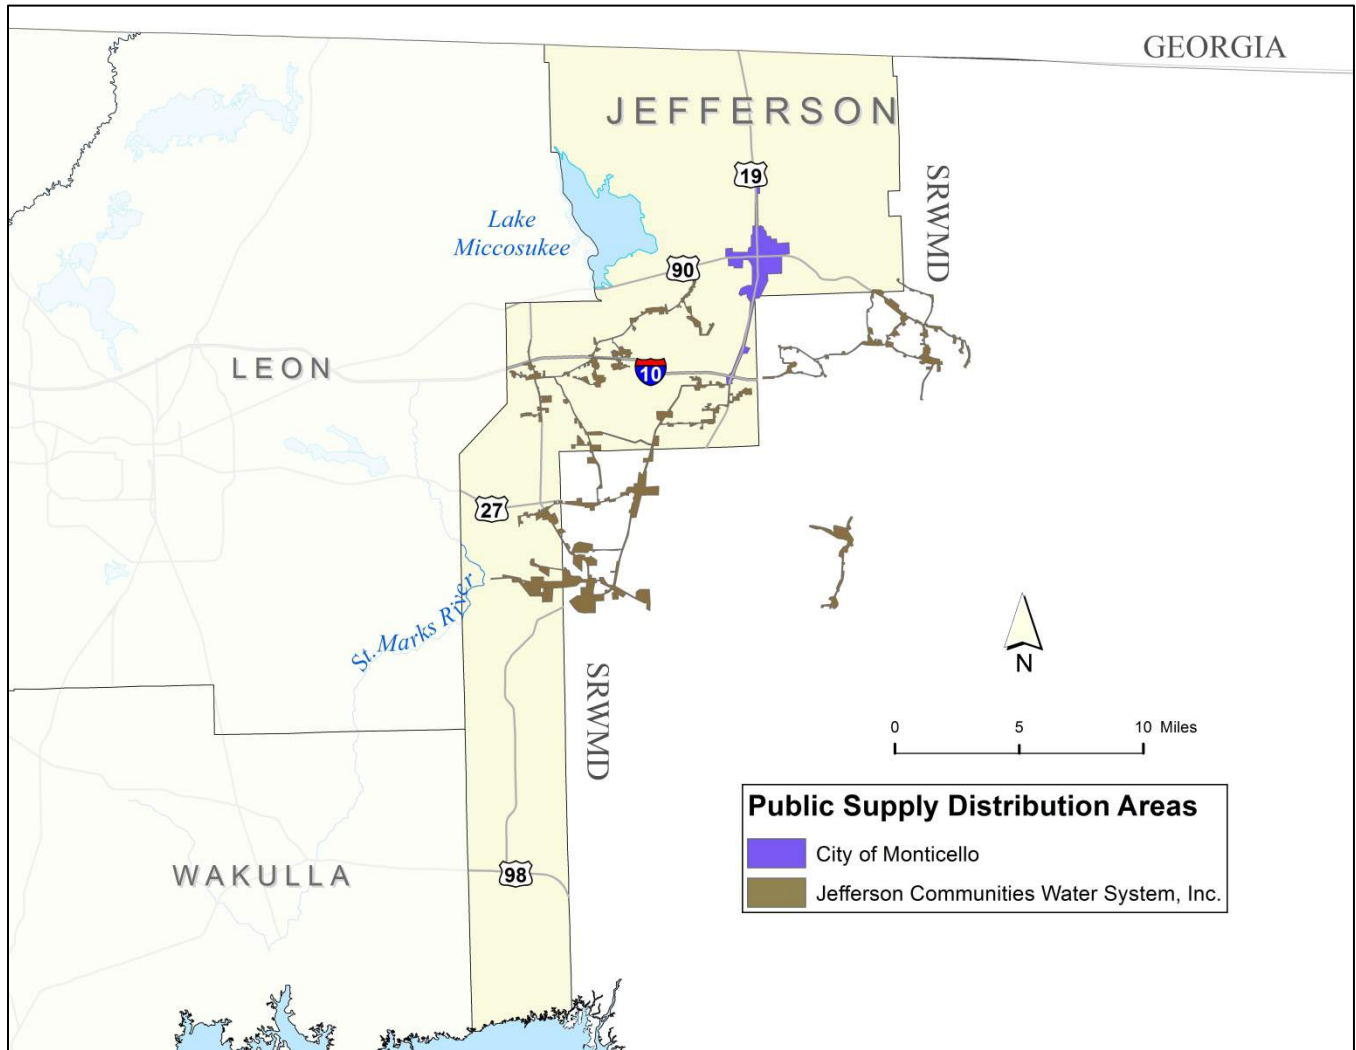 GEORGIA
JEFFERSON
19
SRWMD
Lake
Miccosukee
90
LEON
10
27
St. Marks River
N
SRWMD
0 5 10 Miles
Public Supply Distribution Areas
City of Monticello
Jefferson Communities Water System, Inc.
WAKULLA
98